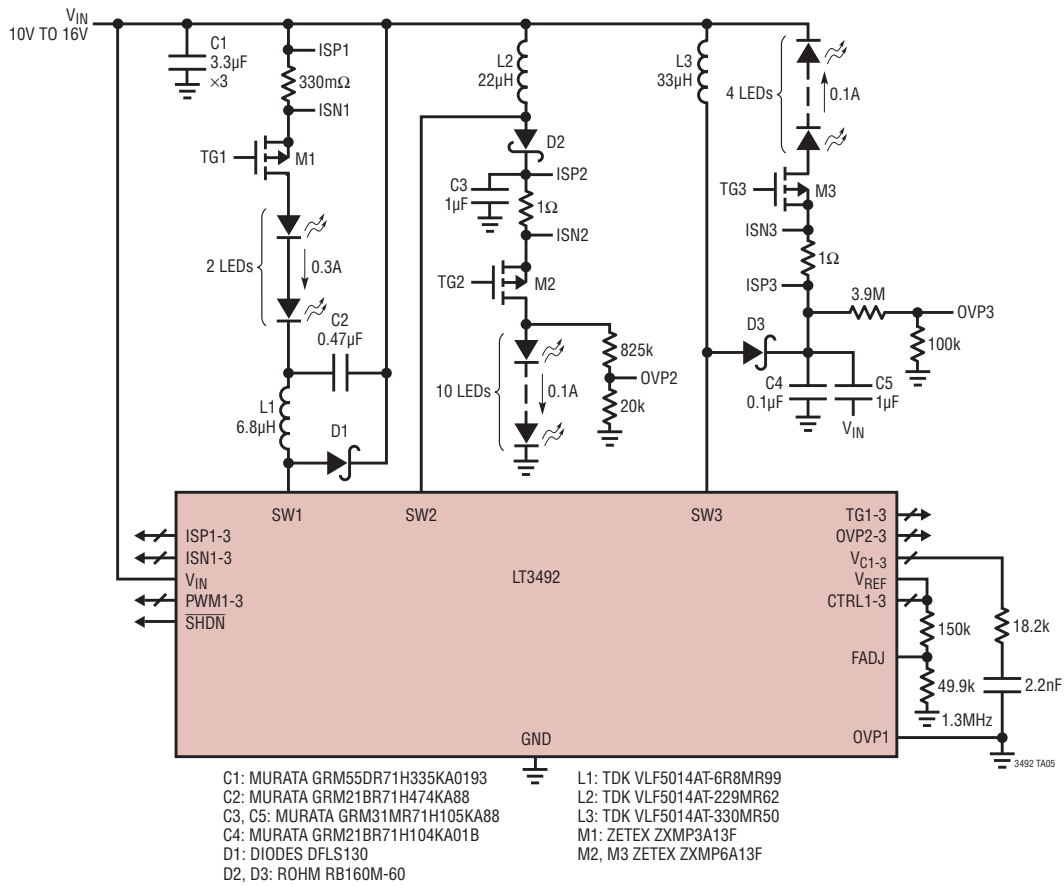 VIN
10V TO 16V
C1
3.3µF
×3
ISP1
330mΩ
ISN1
TG1
M1
2 LEDs
0.3A
C2
0.47µF
L1
6.8µH
D1
L2
22µH
D2
ISP2
C3
1µF
1Ω
ISN2
TG2
M2
825k
OVP2
20k
10 LEDs
0.1A
L3
33µH
4 LEDs
0.1A
TG3
M3
ISN3
1Ω
ISP3
3.9M
OVP3
100k
D3
C4
0.1µF
C5
1µF
VIN
SW1
SW2
SW3
ISP1-3
ISN1-3
VIN
PWM1-3
SHDN
LT3492
GND
TG1-3
OVP2-3
VC1-3
VREF
CTRL1-3
FADJ
OVP1
150k
49.9k
1.3MHz
18.2k
2.2nF
3492 TA05
C1: MURATA GRM55DR71H335KA0193
C2: MURATA GRM21BR71H474KA88
C3, C5: MURATA GRM31MR71H105KA88
C4: MURATA GRM21BR71H104KA01B
D1: DIODES DFLS130
D2, D3: ROHM RB160M-60
L1: TDK VLF5014AT-6R8MR99
L2: TDK VLF5014AT-229MR62
L3: TDK VLF5014AT-330MR50
M1: ZETEX ZXMP3A13F
M2, M3 ZETEX ZXMP6A13F